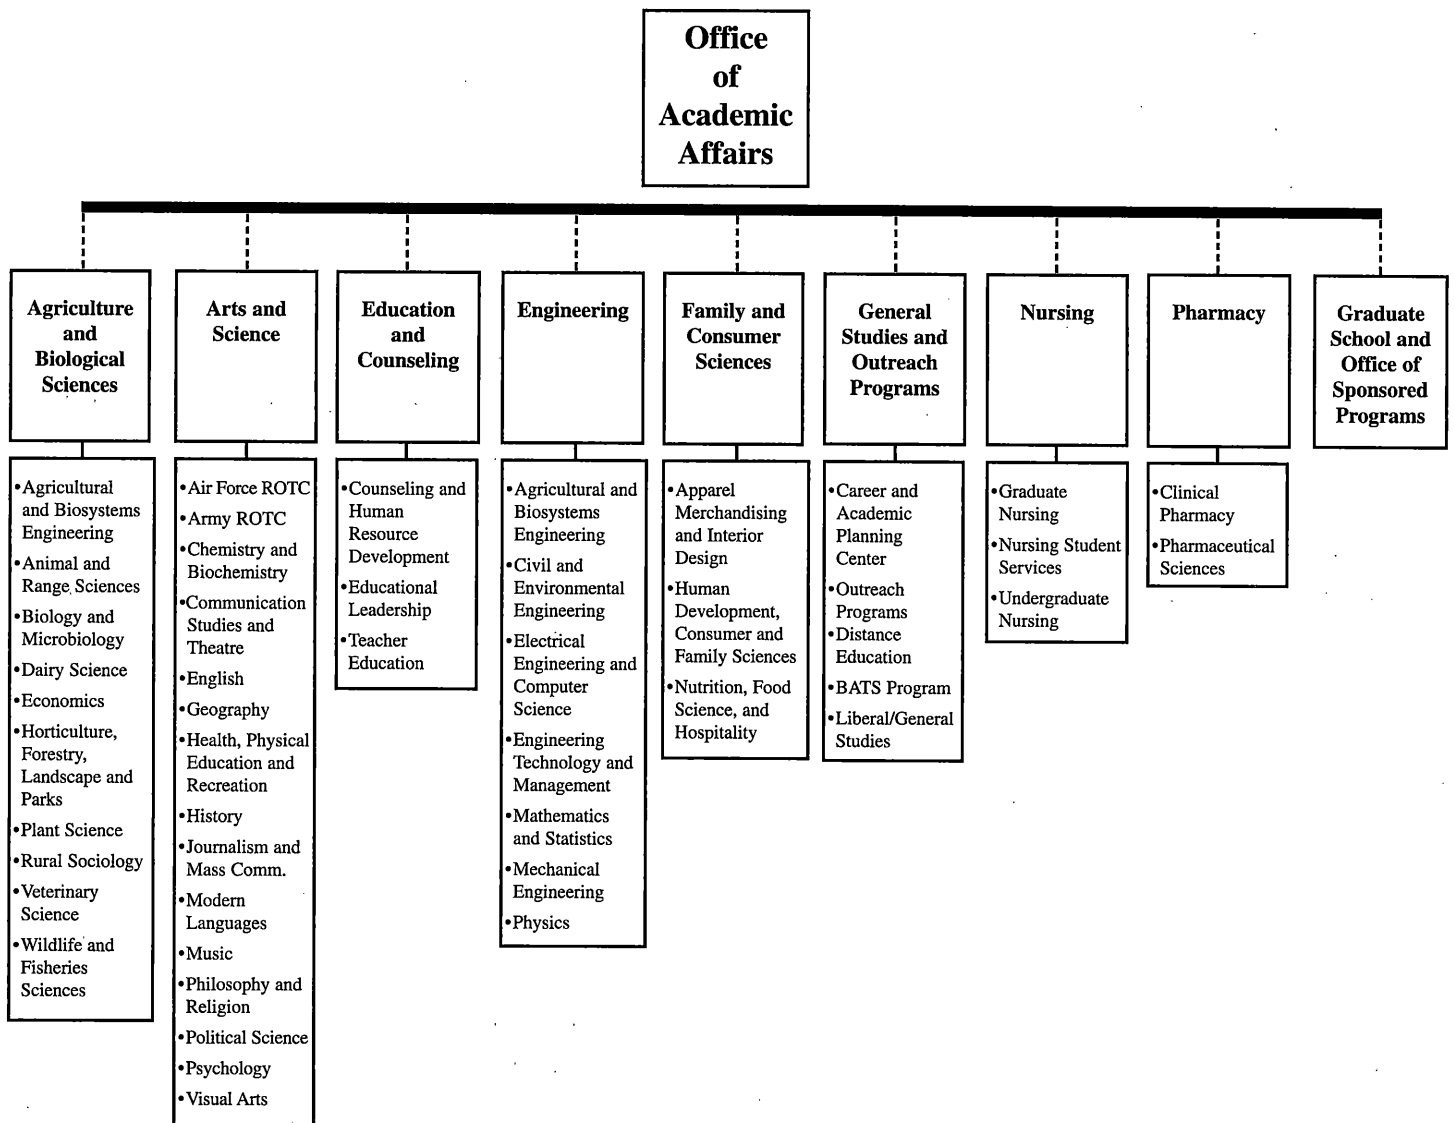 Office
of
Academic
Affairs
Agriculture
and
Biological
Sciences
Arts and
Science
Education
and
Counseling
Engineering
Family and
Consumer
Sciences
General
Studies and
Outreach
Programs
Nursing
Pharmacy
Graduate
School and
Office of
Sponsored
Programs
•Agricultural
and Biosystems
Engineering
•Animal and
Range Sciences
•Biology and
Microbiology
•Dairy Science
•Economics
•Horticulture,
Forestry,
Landscape and
Parks
•Plant Science
•Rural Sociology
•Veterinary
Science
•Wildlife and
Fisheries
Sciences
•Air Force ROTC
•Army ROTC
•Chemistry and
Biochemistry
•Communication
Studies and
Theatre
•English
•Geography
•Health, Physical
Education and
Recreation
•History
•Journalism and
Mass Comm.
•Modern
Languages
•Music
•Philosophy and
Religion
•Political Science
•Psychology
•Visual Arts
•Counseling and
Human
Resource
Development
•Educational
Leadership
•Teacher
Education
•Agricultural and
Biosystems
Engineering
•Civil and
Environmental
Engineering
•Electrical
Engineering and
Computer
Science
•Engineering
Technology and
Management
•Mathematics
and Statistics
•Mechanical
Engineering
•Physics
•Apparel
Merchandising
and Interior
Design
•Human
Development,
Consumer and
Family Sciences
•Nutrition, Food
Science, and
Hospitality
•Career and
Academic
Planning
Center
•Outreach
Programs
•Distance
Education
•BATS Program
•Liberal/General
Studies
•Graduate
Nursing
•Nursing Student
Services
•Undergraduate
Nursing
•Clinical
Pharmacy
•Pharmaceutical
Sciences